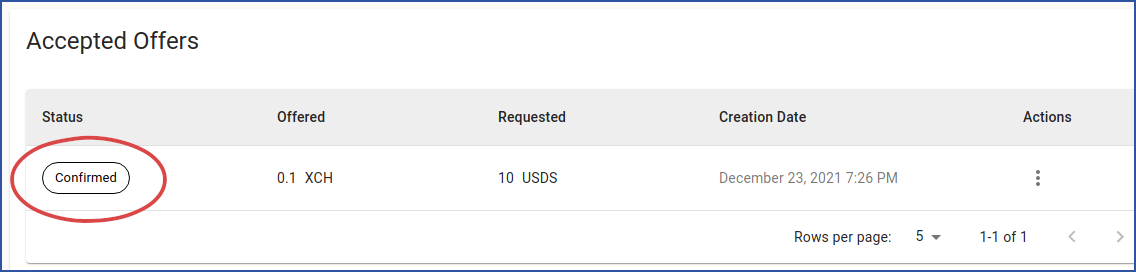 Accepted Offers
Status Offered Requested Creation Date Actions
Confirmed 0.1 XCH 10 USDS December 23, 2021 7:26 PM
Rows per page: 5 1-1 of 1